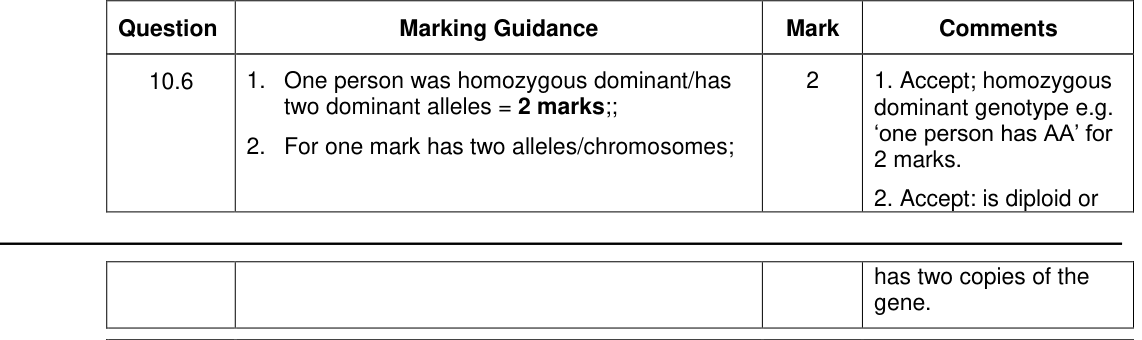 Question Marking Guidance Mark Comments
10.6
1. One person was homozygous dominant/has
two dominant alleles = 2 marks;;
2. For one mark has two alleles/chromosomes;
2
1. Accept; homozygous
dominant genotype e.g.
‘one person has AA’ for
2 marks.
2. Accept: is diploid or
has two copies of the
gene.